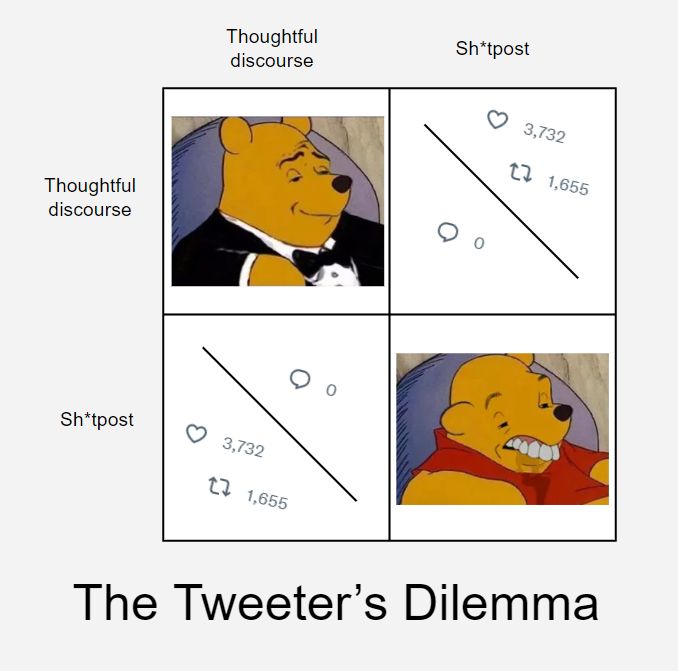 Thoughtful
discourse
Sh*tpost
Thoughtful
discourse
3,732
1,655
0
Sh*tpost
0
3,732
1,655
The Tweeter’s Dilemma